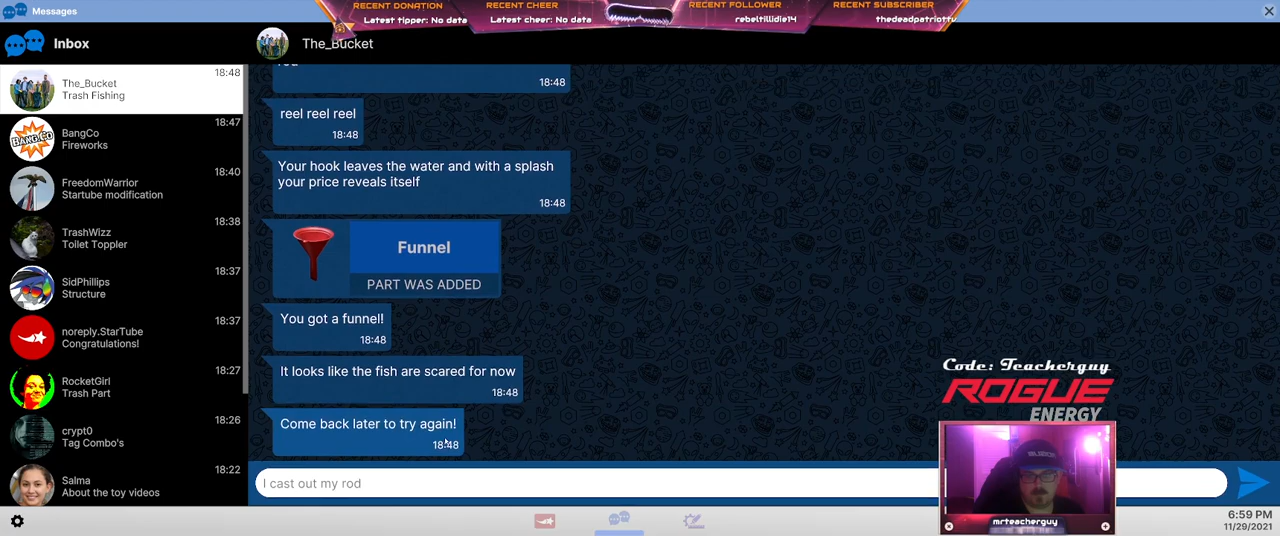 Messages
RECENT DONATION
Latest tipper: No data
RECENT CHEER
Latest cheer: No data
RECENT FOLLOWER
rebeltillidie14
RECENT SUBSCRIBER
thedeadpatriottv
Inbox
The_Bucket
The_Bucket
Trash Fishing
18:48
BangCo
Fireworks
18:47
BANG.CO
FreedomWarrior
Startube modification
18:40
TrashWizz
Toilet Toppler
18:38
SidPhillips
Structure
18:37
noreply.StarTube
Congratulations!
18:37
RocketGirl
Trash Part
18:27
crypt0
Tag Combo's
18:26
Salma
About the toy videos
18:22
18:48
reel reel reel
18:48
Your hook leaves the water and with a splash
your price reveals itself
18:48
Funnel
PART WAS ADDED
You got a funnel!
18:48
It looks like the fish are scared for now
18:48
Come back later to try again!
18:48
I cast out my rod
Code: Teacherguy
ROGUE
ENERGY
mrteacherguy
6:59 PM
11/29/2021